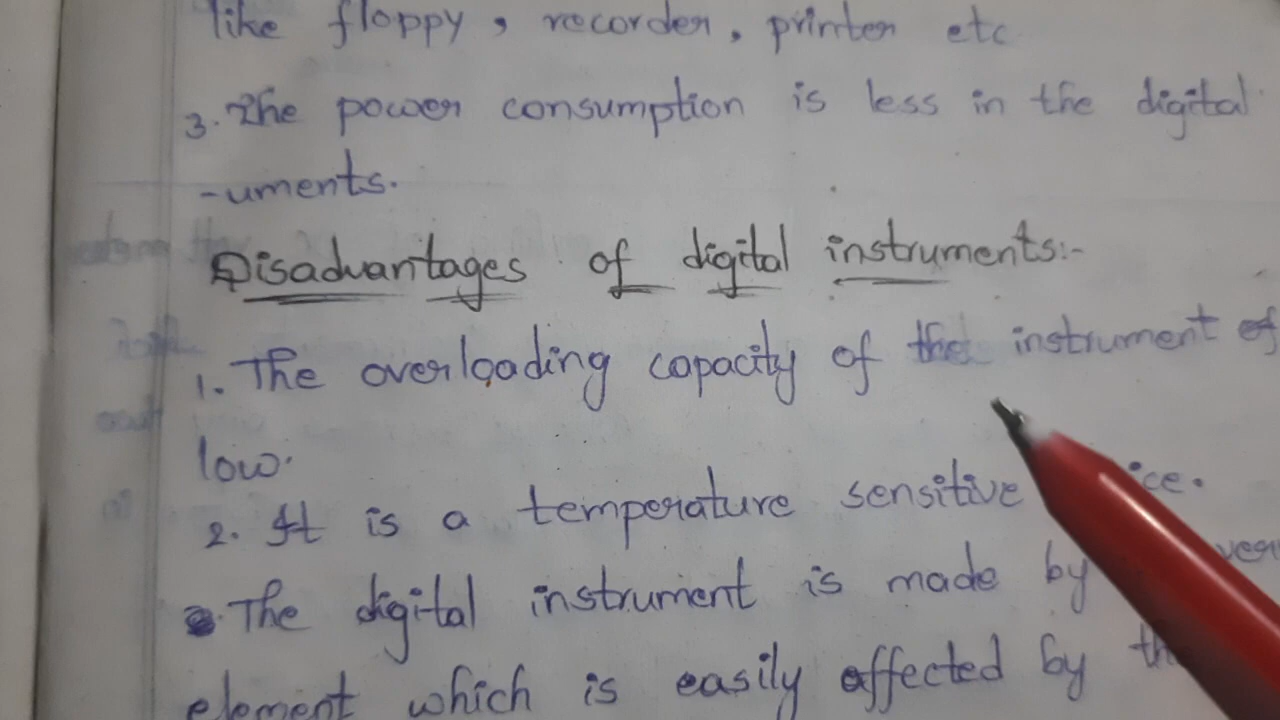 like floppy, recorder, printer etc
3. The power consumption is less in the digital
-uments.
Disadvantages of digital instruments:-
1. The overloading capacity of the instrument of
low.
2. It is a temperature sensitive
The digital instrument is made by
element which is easily affected by